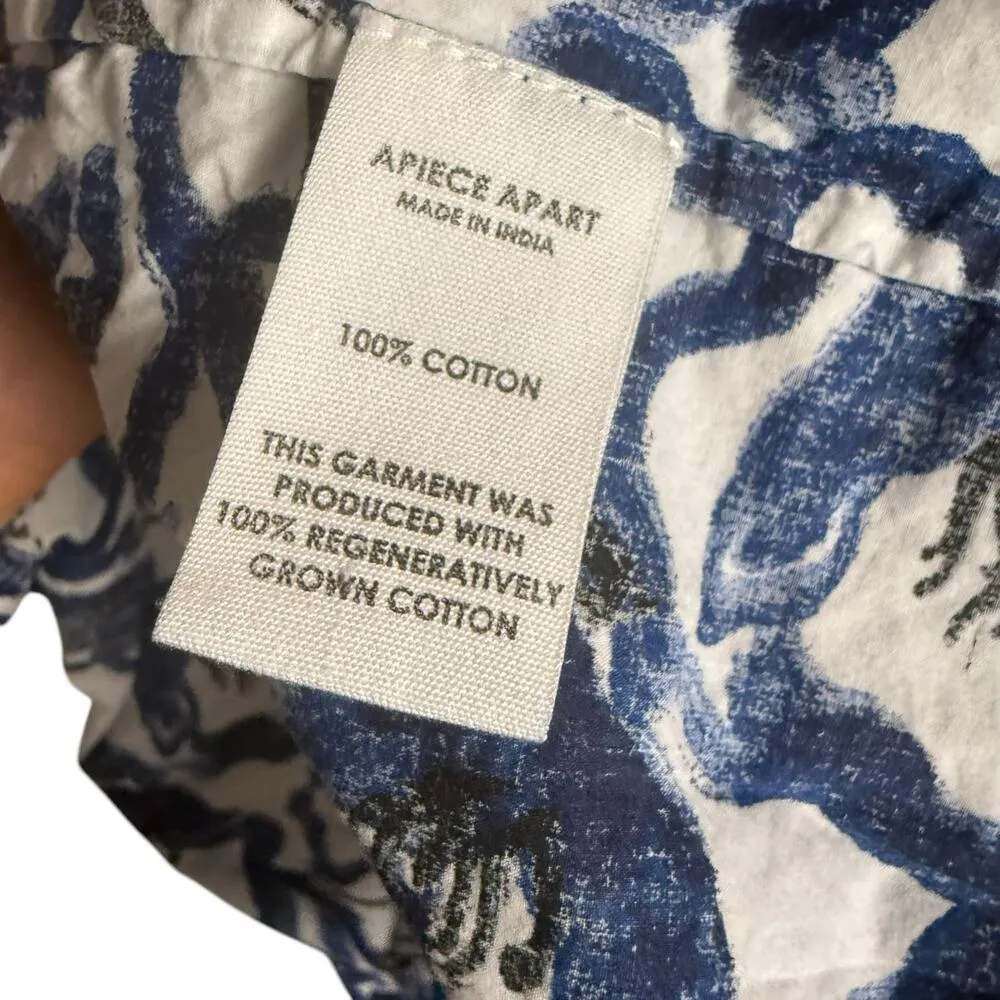 APIECE APART
MADE IN INDIA
100% COTTON
THIS GARMENT WAS
PRODUCED WITH
100% REGENERATIVELY
GROWN COTTON